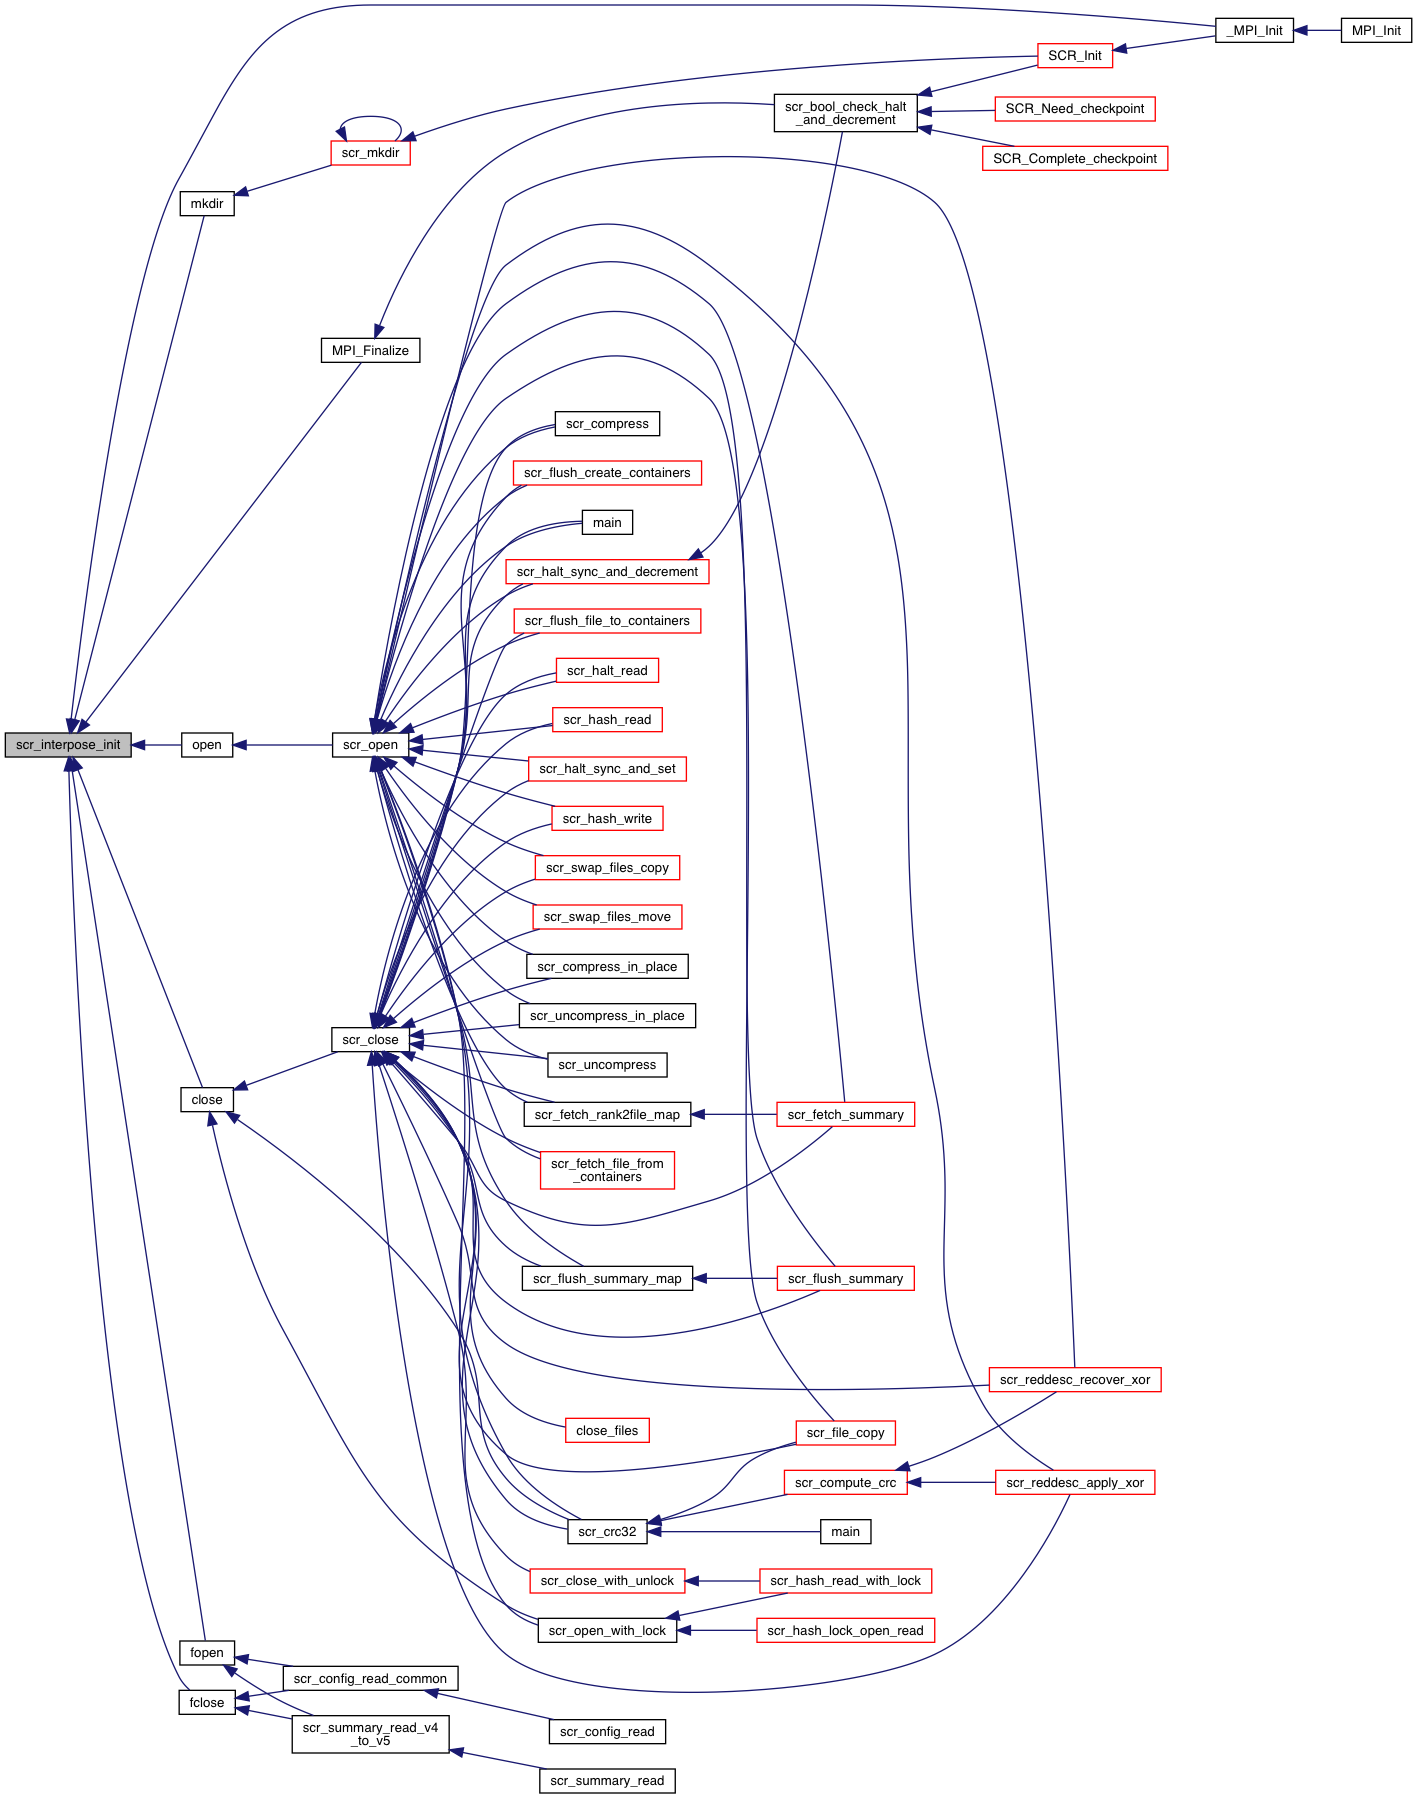 _MPI_Init
MPI_Init
SCR_Init
scr_bool_check_halt
_and_decrement
SCR_Need_checkpoint
scr_mkdir
SCR_Complete_checkpoint
mkdir
MPI_Finalize
scr_compress
scr_flush_create_containers
main
scr_halt_sync_and_decrement
scr_flush_file_to_containers
scr_halt_read
scr_hash_read
scr_interpose_init
open
scr_open
scr_halt_sync_and_set
scr_hash_write
scr_swap_files_copy
scr_swap_files_move
scr_compress_in_place
scr_uncompress_in_place
scr_close
scr_uncompress
close
scr_fetch_rank2file_map
scr_fetch_summary
scr_fetch_file_from
_containers
scr_flush_summary_map
scr_flush_summary
scr_reddesc_recover_xor
close_files
scr_file_copy
scr_compute_crc
scr_reddesc_apply_xor
scr_crc32
main
scr_close_with_unlock
scr_hash_read_with_lock
scr_open_with_lock
scr_hash_lock_open_read
fopen
scr_config_read_common
fclose
scr_summary_read_v4
_to_v5
scr_config_read
scr_summary_read